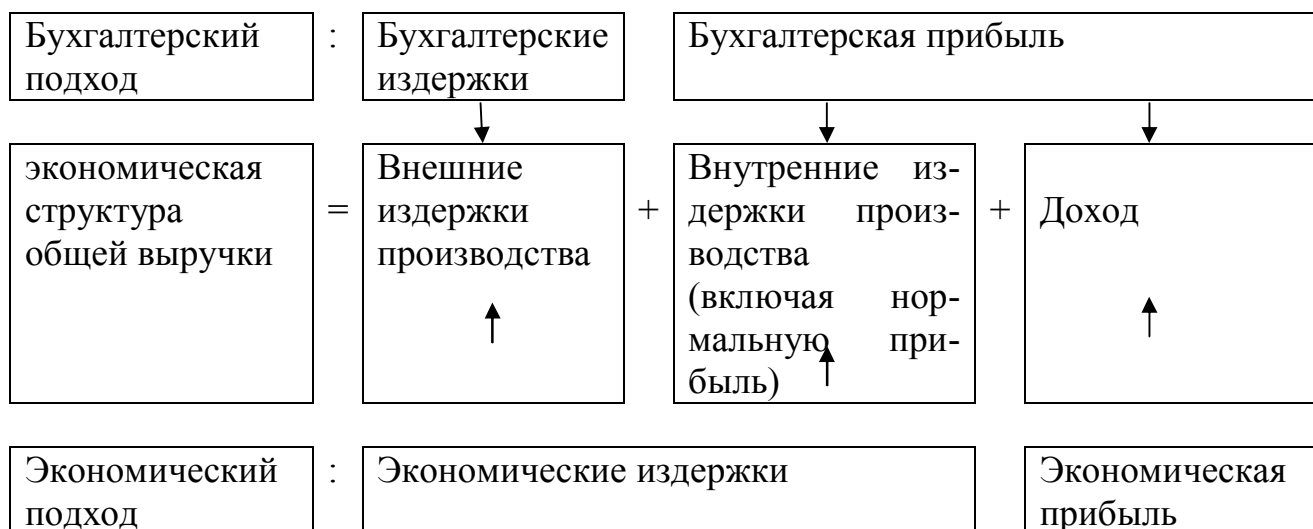 Бухгалтерский подход : Бухгалтерские издержки Бухгалтерская прибыль
экономическая структура общей выручки = Внешние издержки производства + Внутренние из-
держки произ-
водства
(включая нор-
мальную при-
быль) + Доход
Экономический подход : Экономические издержки Экономическая прибыль